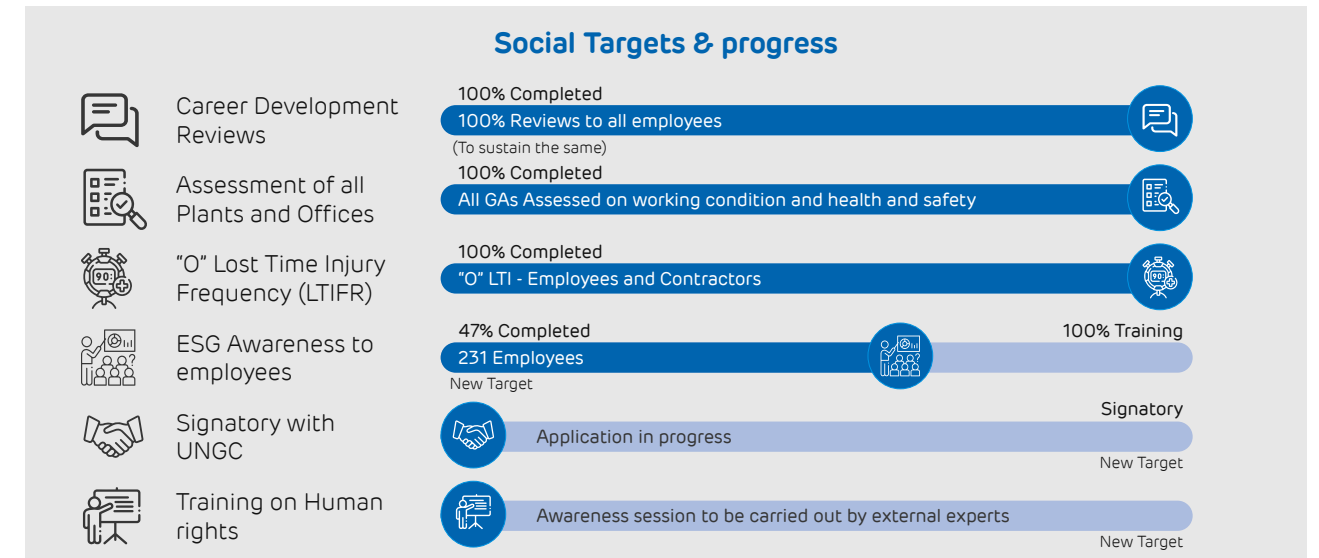 Social Targets & progress
Career Development
Reviews
100% Completed
100% Reviews to all employees
(To sustain the same)
Assessment of all
Plants and Offices
100% Completed
All GAs Assessed on working condition and health and safety
"O" Lost Time Injury
Frequency (LTIFR)
100% Completed
"O" LTI - Employees and Contractors
ESG Awareness to
employees
47% Completed
100% Training
231 Employees
New Target
Signatory with
UNGC
Signatory
Application in progress
New Target
Training on Human
rights
Awareness session to be carried out by external experts
New Target